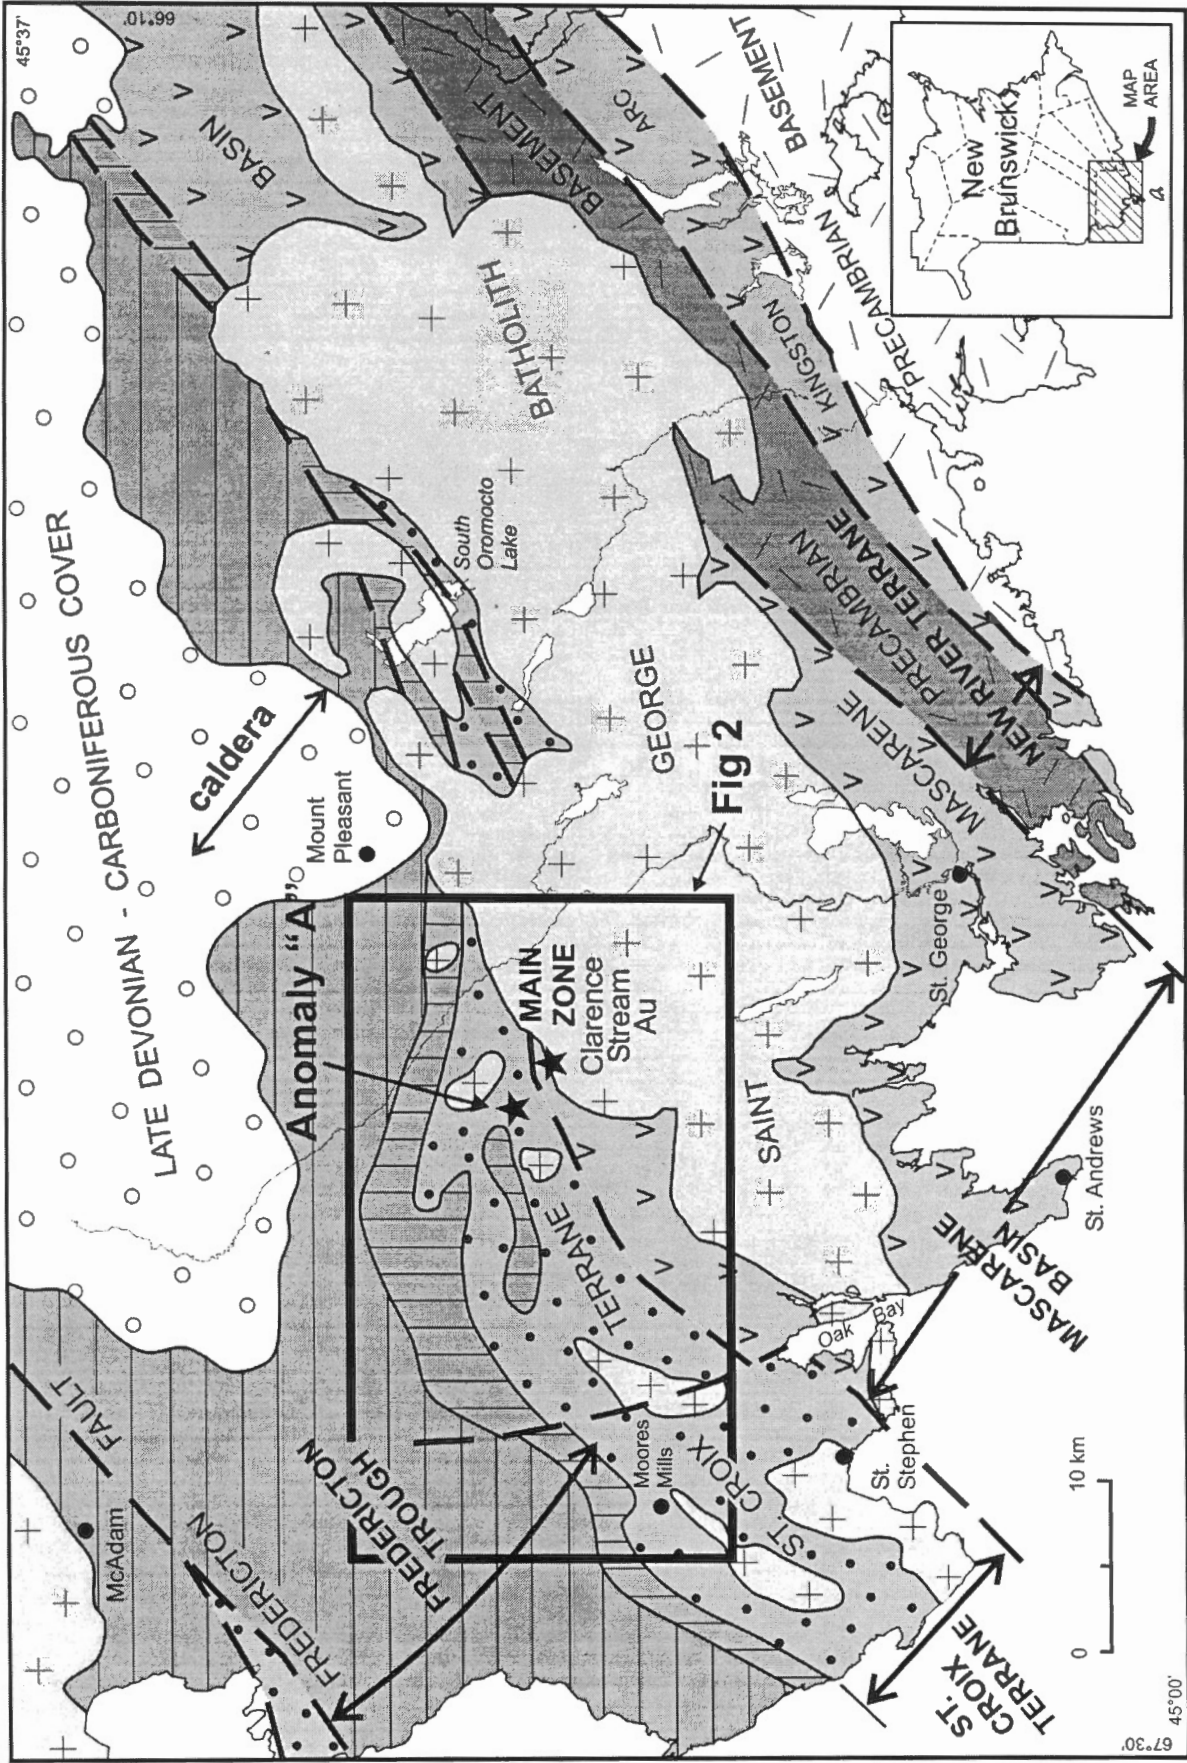 45°37'
66°10'
LATE DEVONIAN - CARBONIFEROUS COVER
BASIN
BASEMENT
ARC
BASEMENT
New
Brunswick
MAP
AREA
BATHOLITH
KINGSTON
PRECAMBRIAN
South
Oromocto
Lake
caldera
Mount
Pleasant
GEORGE
Fig 2
PRECAMBRIAN
NEW RIVER TERRANE
MASCARENE
MASCARENE
Anomaly “A”
MAIN
ZONE
Clarence
Stream
Au
St. George
SAINT
TERRANE
St. Andrews
MASCARENE
BASIN
Oak Bay
FAULT
McAdam
FREDERICTON
FREDERICTON
TROUGH
Moores
Mills
CROIX
ST.
St.
Stephen
10 km
0
ST.
CROIX
TERRANE
67°30'
45°00'